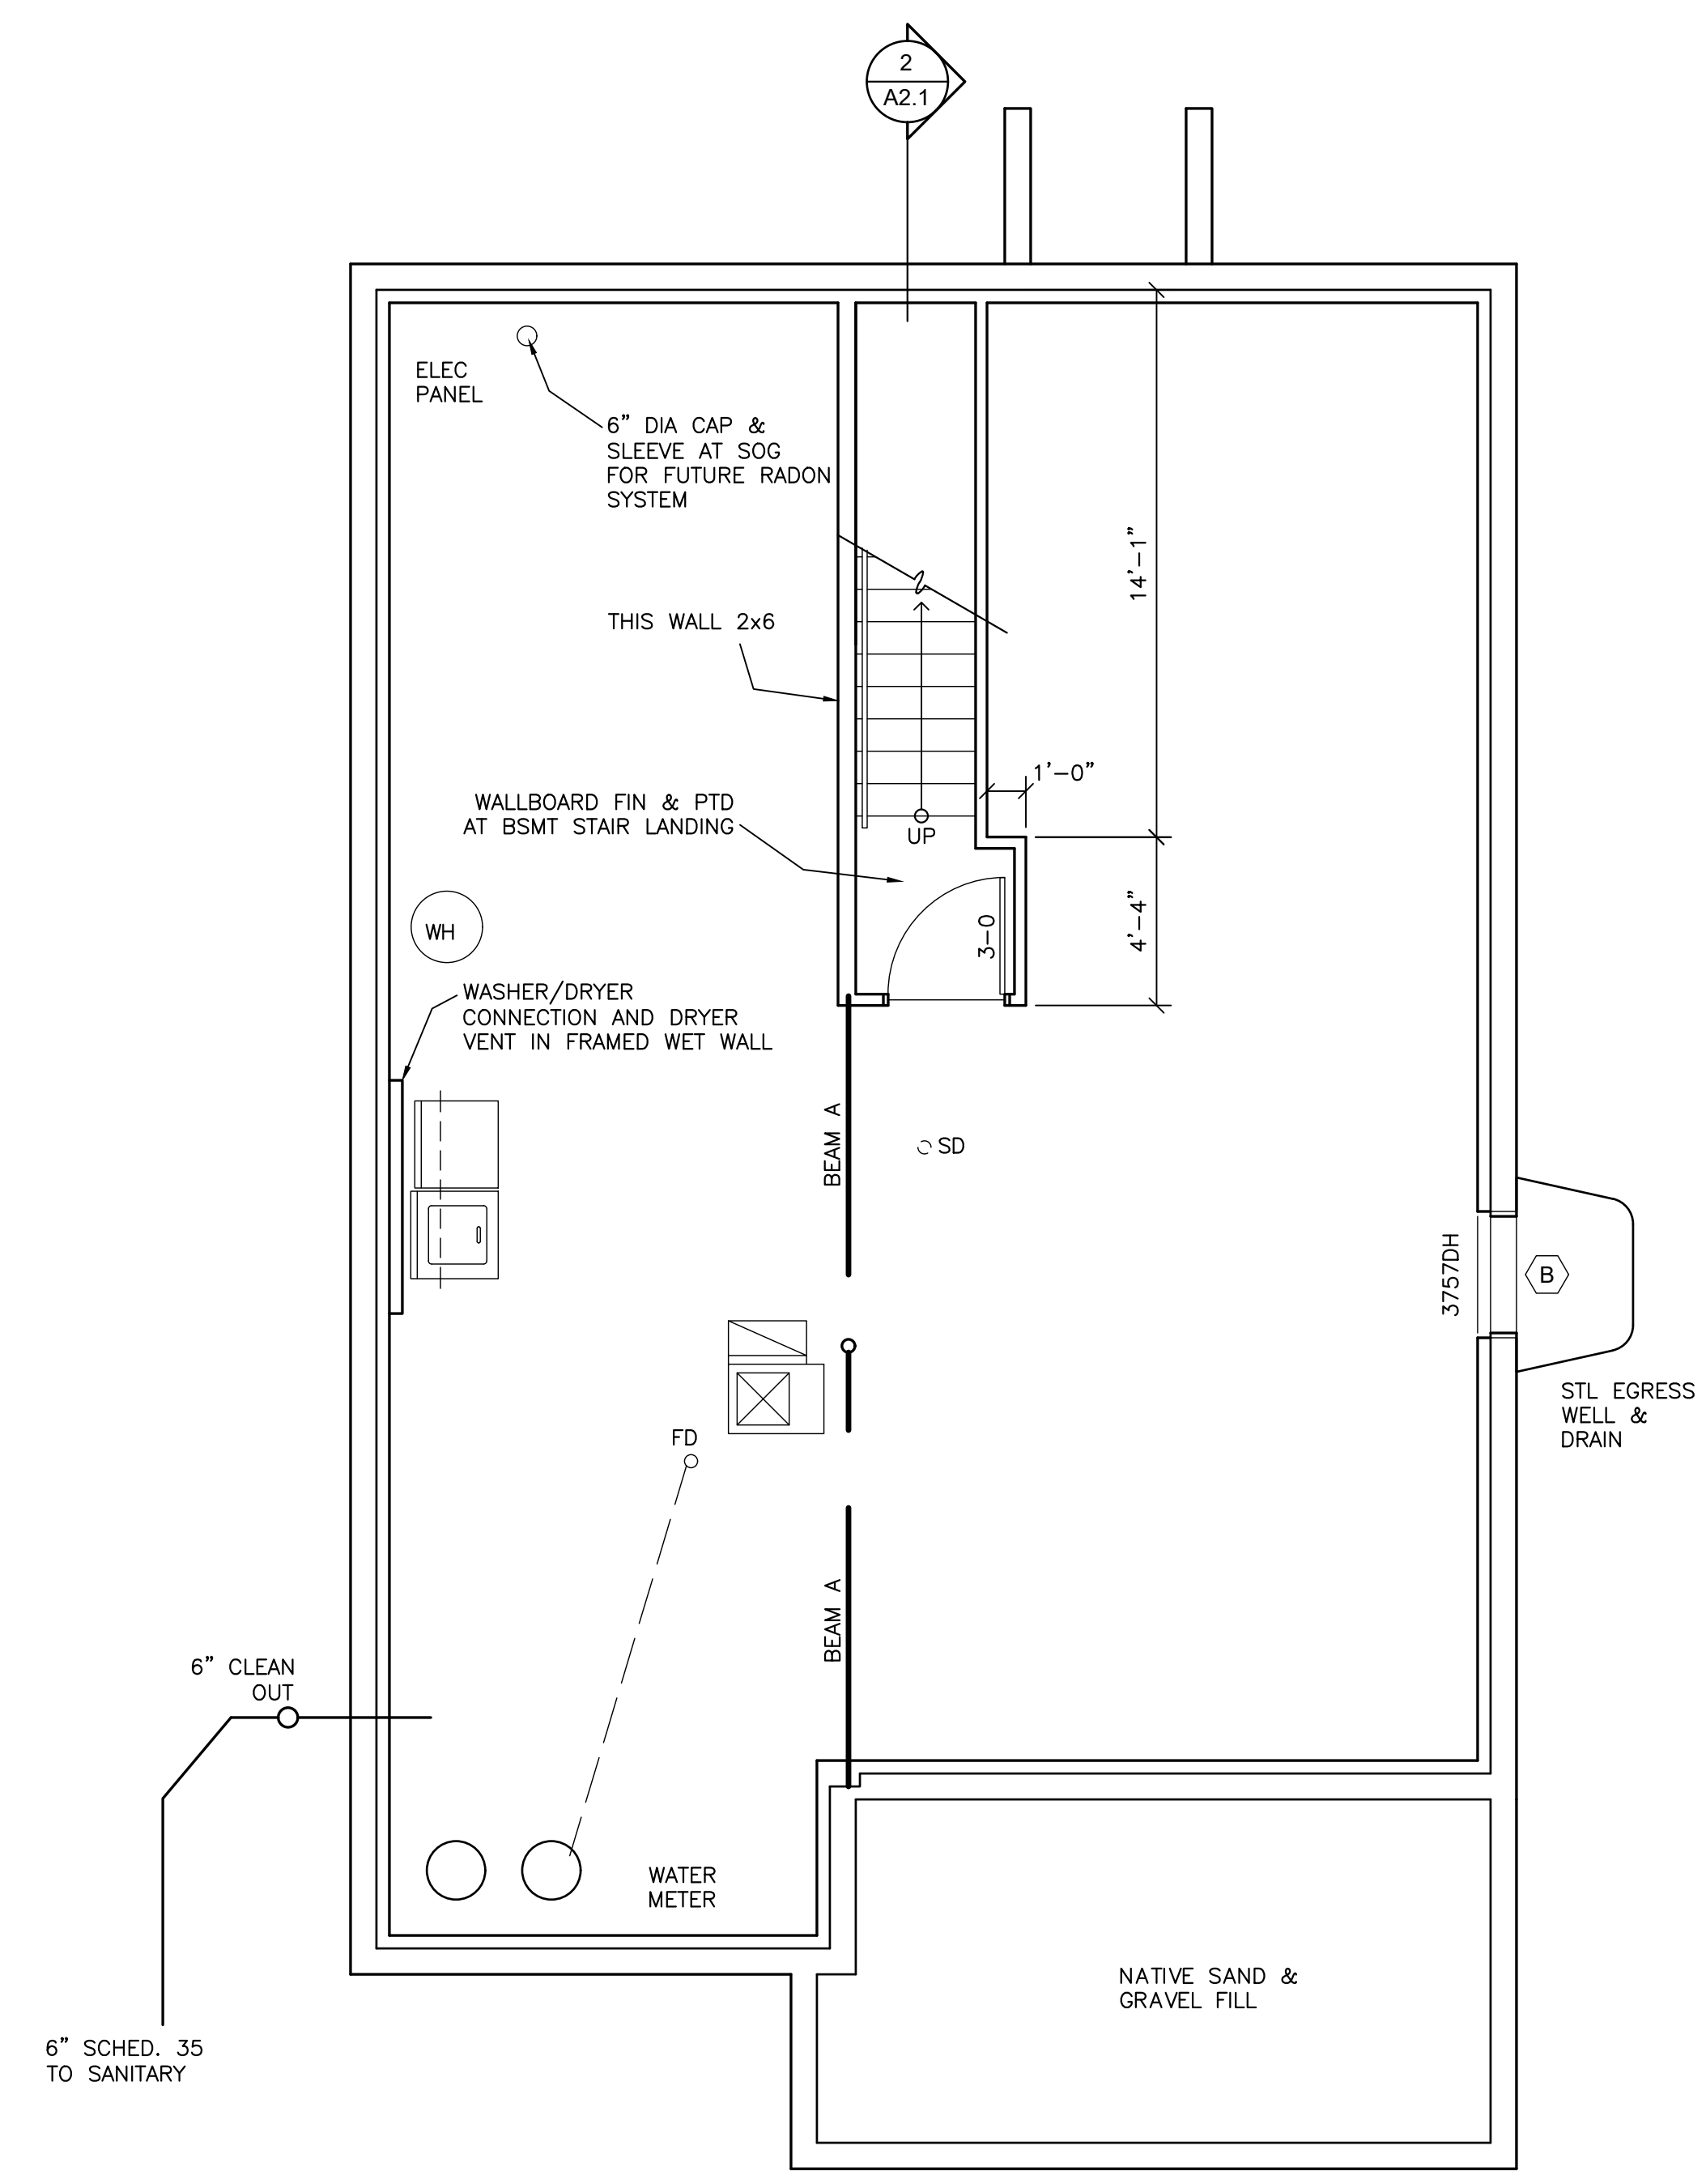 2
A2.1
ELEC
PANEL
6” DIA CAP &
SLEEVE AT SOG
FOR FUTURE RADON
SYSTEM
14’-1”
THIS WALL 2x6
1’-0”
WALLBOARD FIN & PTD
AT BSMT STAIR LANDING
UP
4’-4”
3-0
WH
WASHER/DRYER
CONNECTION AND DRYER
VENT IN FRAMED WET WALL
BEAM A
SD
3757DH
B
STL EGRESS
WELL &
DRAIN
FD
BEAM A
6” CLEAN
OUT
WATER
METER
NATIVE SAND &
GRAVEL FILL
6” SCHED. 35
TO SANITARY